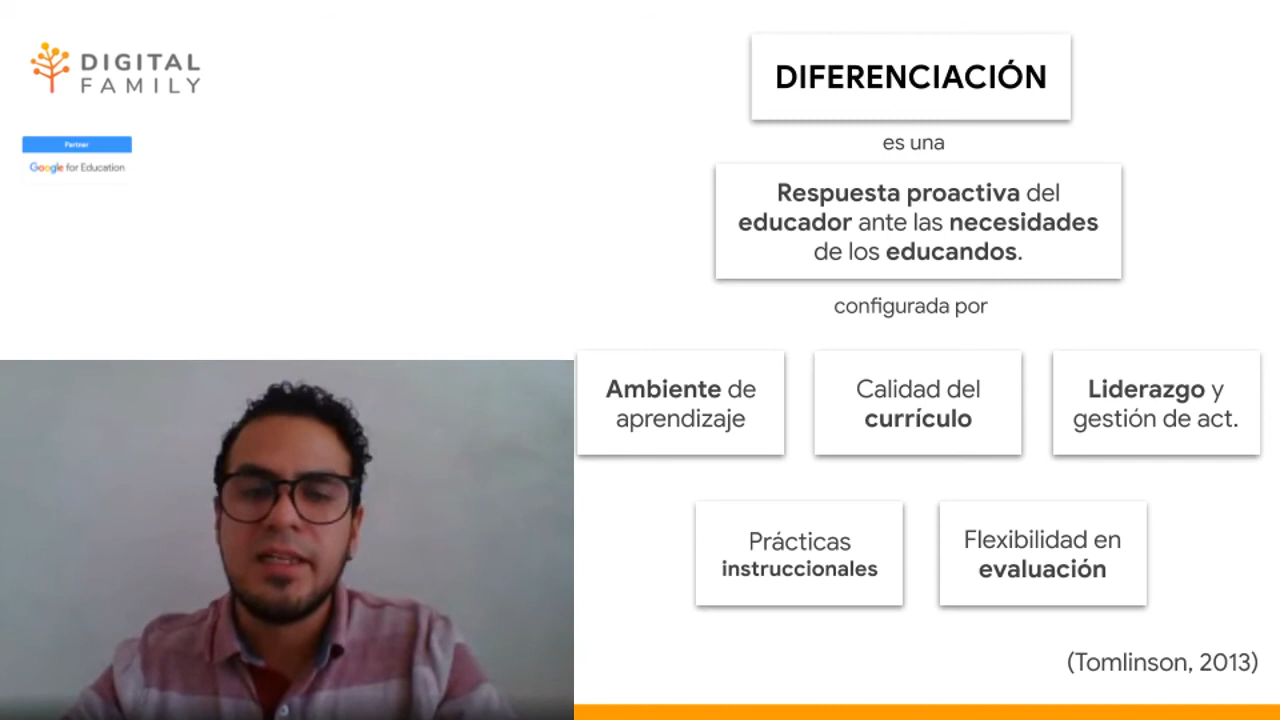 DIGITAL
FAMILY
Partner
Google for Education
DIFERENCIACIÓN
es una
Respuesta proactiva del
educador ante las necesidades
de los educandos.
configurada por
Ambiente de
aprendizaje
Calidad del
currículo
Liderazgo y
gestión de act.
Prácticas
instruccionales
Flexibilidad en
evaluación
(Tomlinson, 2013)